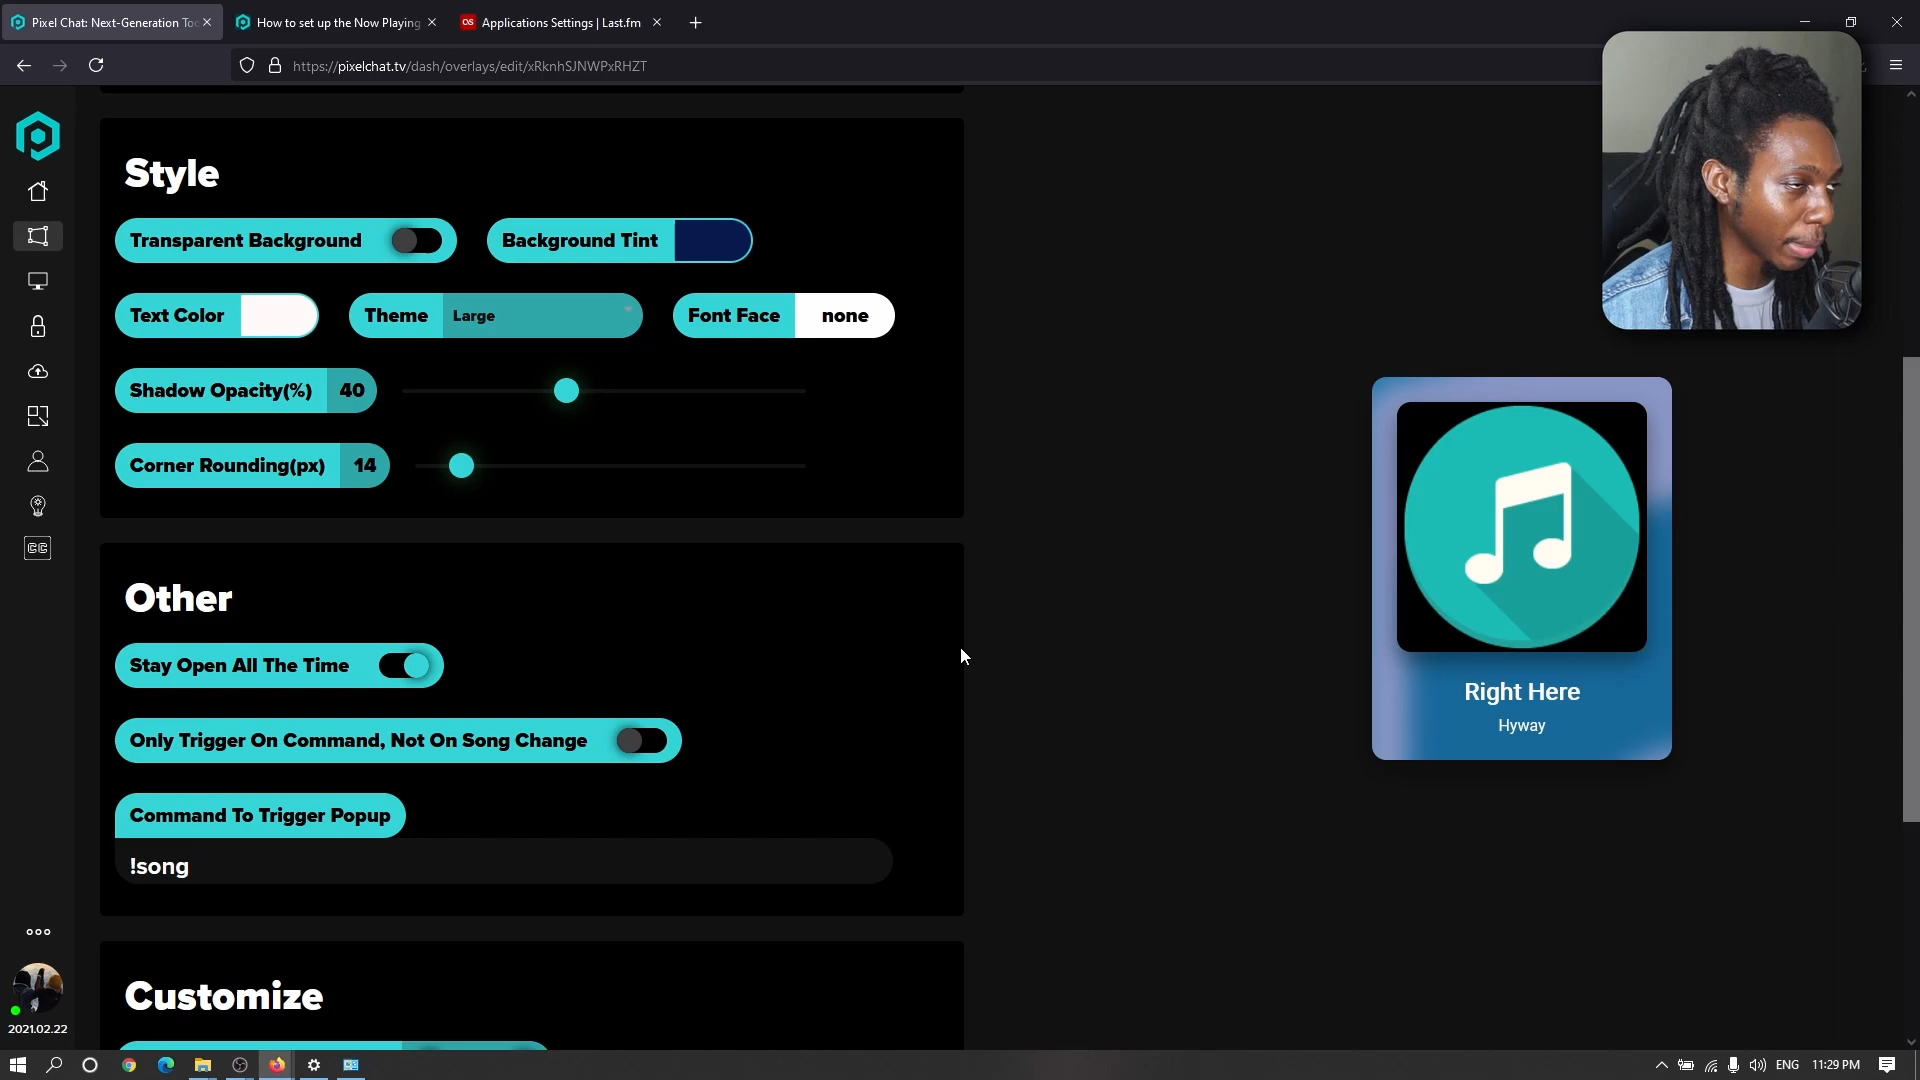 Pixel Chat: Next-Generation Too
How to set up the Now Playing
OS
Applications Settings | Last.fm
https://pixelchat.tv/dash/overlays/edit/xRknhSJNWPxRHZT
Style
Transparent Background
Background Tint
Text Color
Theme
Large
Font Face
none
Shadow Opacity(%)
40
Corner Rounding(px)
14
Right Here
Hyway
Other
Stay Open All The Time
Only Trigger On Command, Not On Song Change
Command To Trigger Popup
!song
Customize
CC
2021.02.22
ENG
11:29 PM